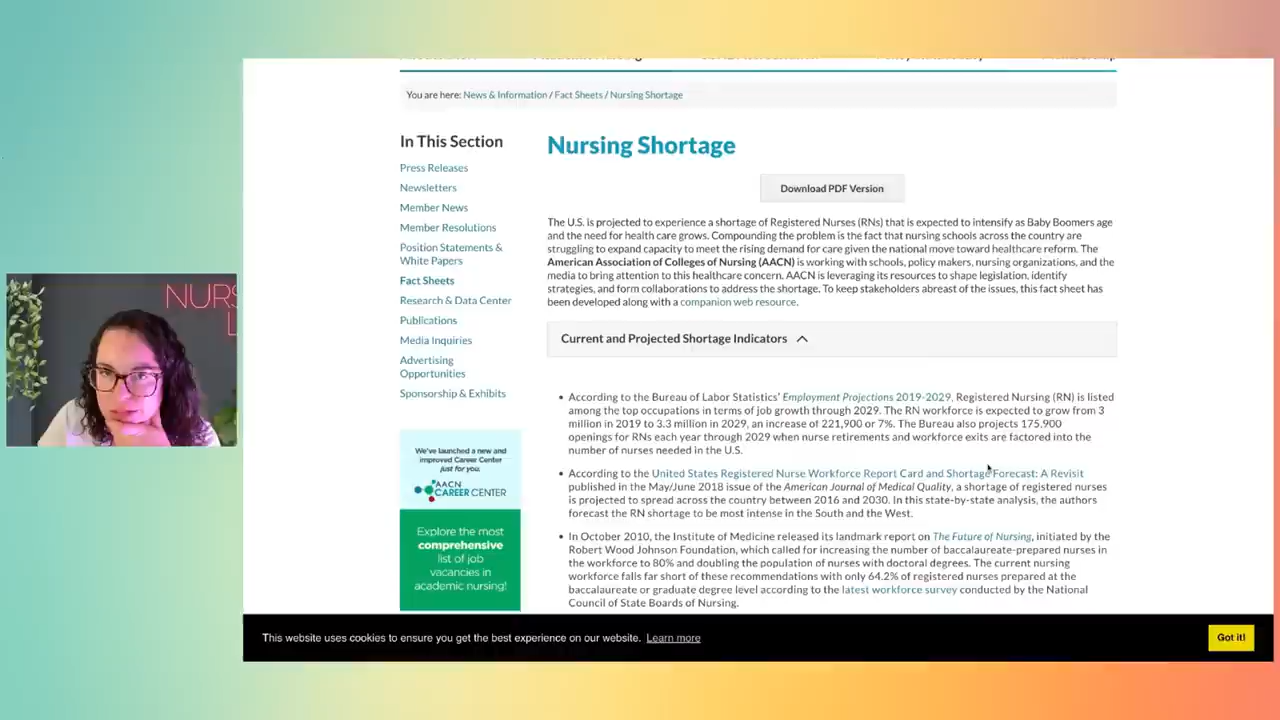 You are here: News & Information / Fact Sheets / Nursing Shortage
In This Section
Press Releases
Newsletters
Member News
Member Resolutions
Position Statements &
White Papers
Fact Sheets
Research & Data Center
Publications
Media Inquiries
Advertising
Opportunities
Sponsorship & Exhibits
We've launched a new and
improved Career Center
just for you.
AACN
CAREER CENTER
Explore the most
comprehensive
list of job
vacancies in
academic nursing!
Nursing Shortage
Download PDF Version
The U.S. is projected to experience a shortage of Registered Nurses (RNs) that is expected to intensify as Baby Boomers age
and the need for health care grows. Compounding the problem is the fact that nursing schools across the country are
struggling to expand capacity to meet the rising demand for care given the national move toward healthcare reform. The
American Association of Colleges of Nursing (AACN) is working with schools, policy makers, nursing organizations, and the
media to bring attention to this healthcare concern. AACN is leveraging its resources to shape legislation, identify
strategies, and form collaborations to address the shortage. To keep stakeholders abreast of the issues, this fact sheet has
been developed along with a companion web resource.
Current and Projected Shortage Indicators
• According to the Bureau of Labor Statistics' Employment Projections 2019-2029, Registered Nursing (RN) is listed
among the top occupations in terms of job growth through 2029. The RN workforce is expected to grow from 3
million in 2019 to 3.3 million in 2029, an increase of 221,900 or 7%. The Bureau also projects 175,900
openings for RNs each year through 2029 when nurse retirements and workforce exits are factored into the
number of nurses needed in the U.S.
• According to the United States Registered Nurse Workforce Report Card and Shortage Forecast: A Revisit
published in the May/June 2018 issue of the American Journal of Medical Quality, a shortage of registered nurses
is projected to spread across the country between 2016 and 2030. In this state-by-state analysis, the authors
forecast the RN shortage to be most intense in the South and the West.
• In October 2010, the Institute of Medicine released its landmark report on The Future of Nursing, initiated by the
Robert Wood Johnson Foundation, which called for increasing the number of baccalaureate-prepared nurses in
the workforce to 80% and doubling the population of nurses with doctoral degrees. The current nursing
workforce falls far short of these recommendations with only 64.2% of registered nurses prepared at the
baccalaureate or graduate degree level according to the latest workforce survey conducted by the National
Council of State Boards of Nursing.
This website uses cookies to ensure you get the best experience on our website. Learn more
Got it!
NURS
L